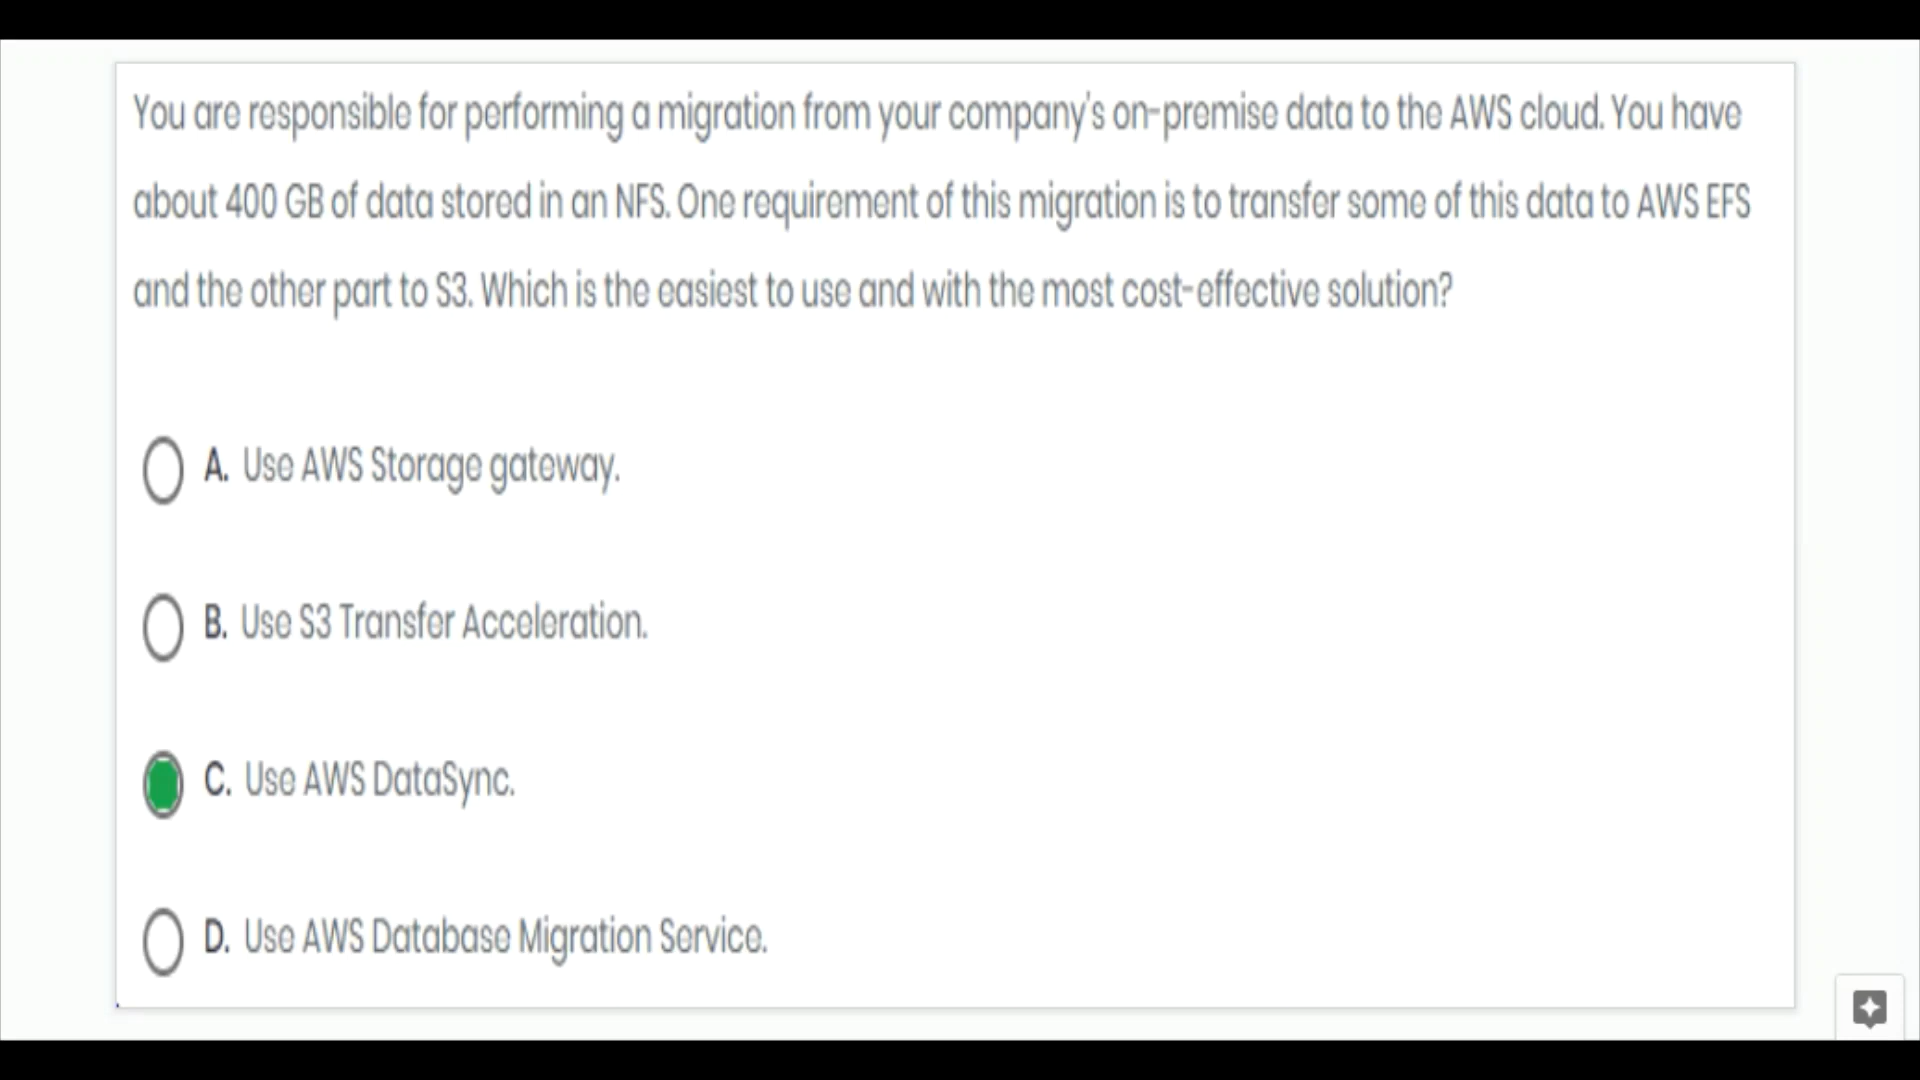 You are responsible for performing a migration from your company's on-premise data to the AWS cloud. You have
about 400 GB of data stored in an NFS. One requirement of this migration is to transfer some of this data to AWS EFS
and the other part to S3. Which is the easiest to use and with the most cost-effective solution?
A. Use AWS Storage gateway.
B. Use S3 Transfer Acceleration.
C. Use AWS DataSync.
D. Use AWS Database Migration Service.